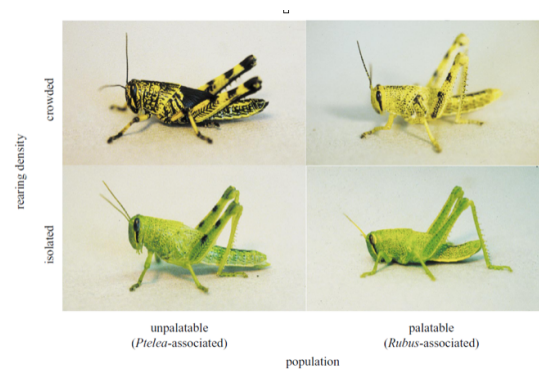 rearing density
crowded
isolated
unpalatable
(Ptelea-associated)
palatable
(Rubus-associated)
population